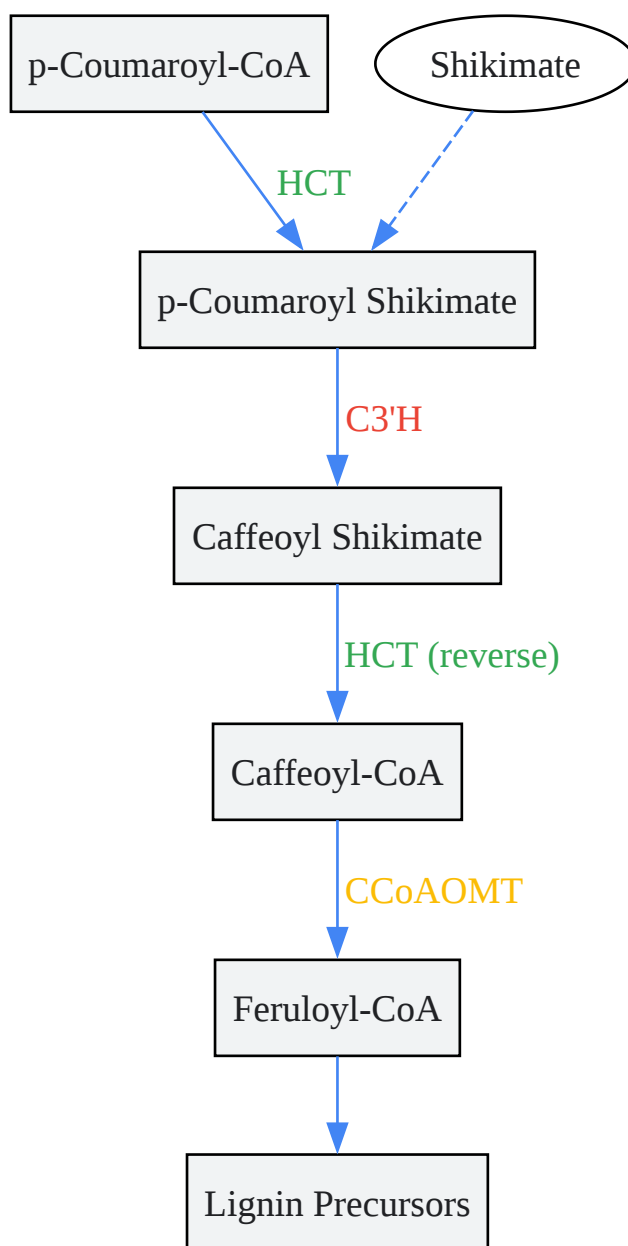 p-Coumaroyl-CoA
Shikimate
HCT
p-Coumaroyl Shikimate
C3'H
Caffeoyl Shikimate
HCT (reverse)
Caffeoyl-CoA
CCoAOMT
Feruloyl-CoA
Lignin Precursors